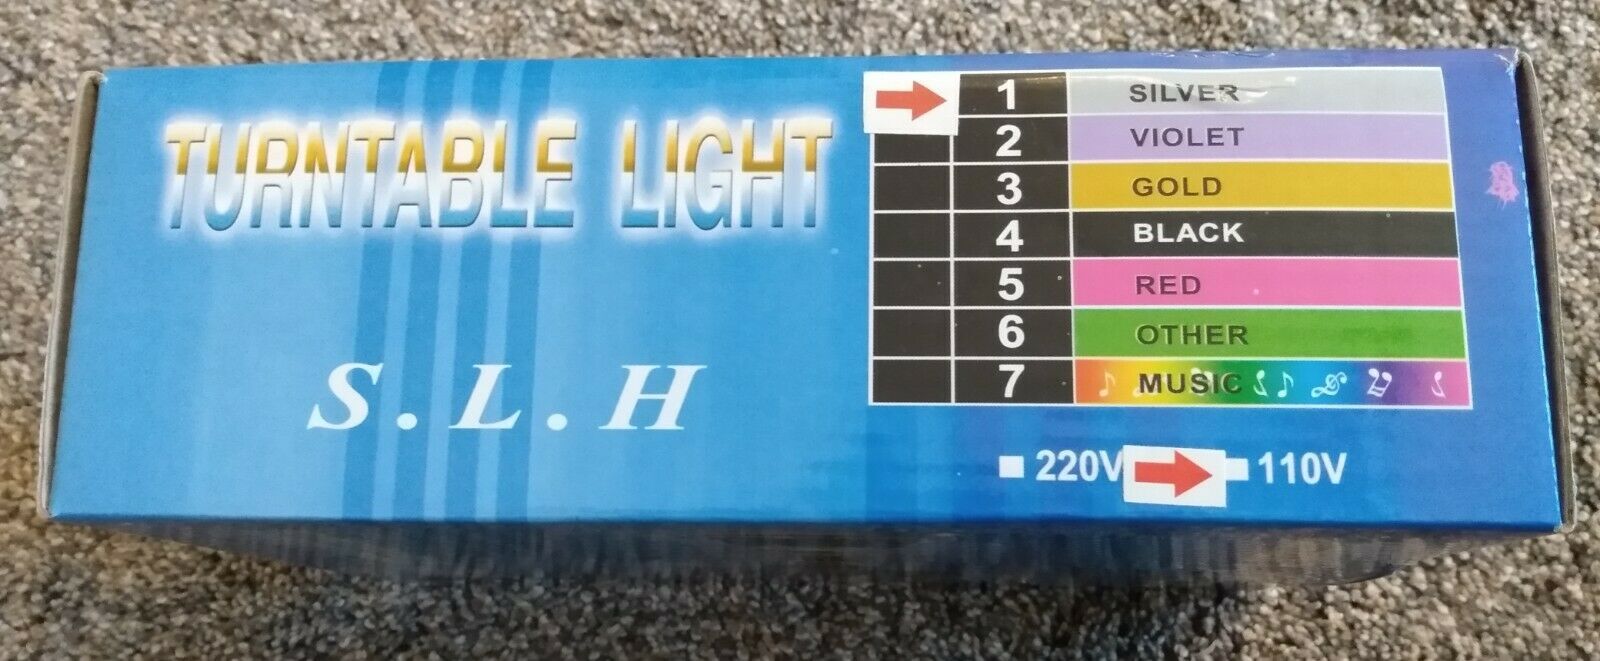 TURNTABLE LIGHT
S.L.H
1 SILVER
2 VIOLET
3 GOLD
4 BLACK
5 RED
6 OTHER
7 MUSIC
220V 110V